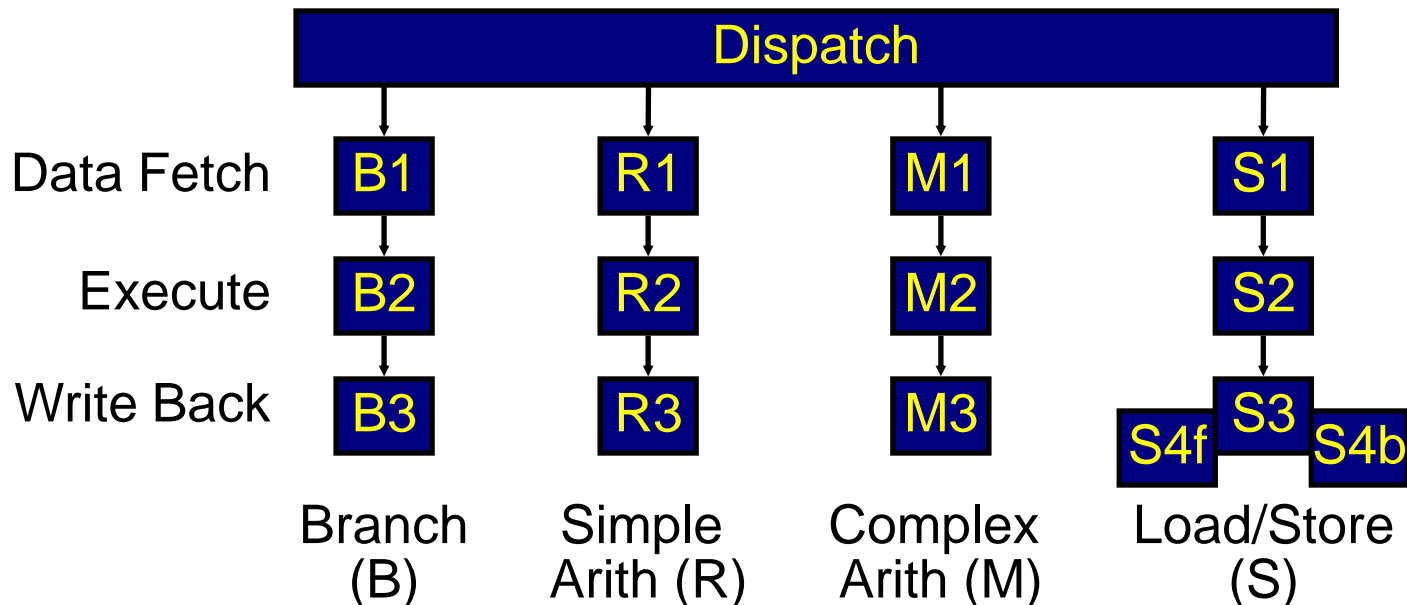 Dispatch
Data Fetch B1 R1 M1 S1
Execute B2 R2 M2 S2
Write Back B3 R3 M3 S3
S4f S4b
Branch Simple Complex Load/Store
(B) Arith (R) Arith (M) (S)